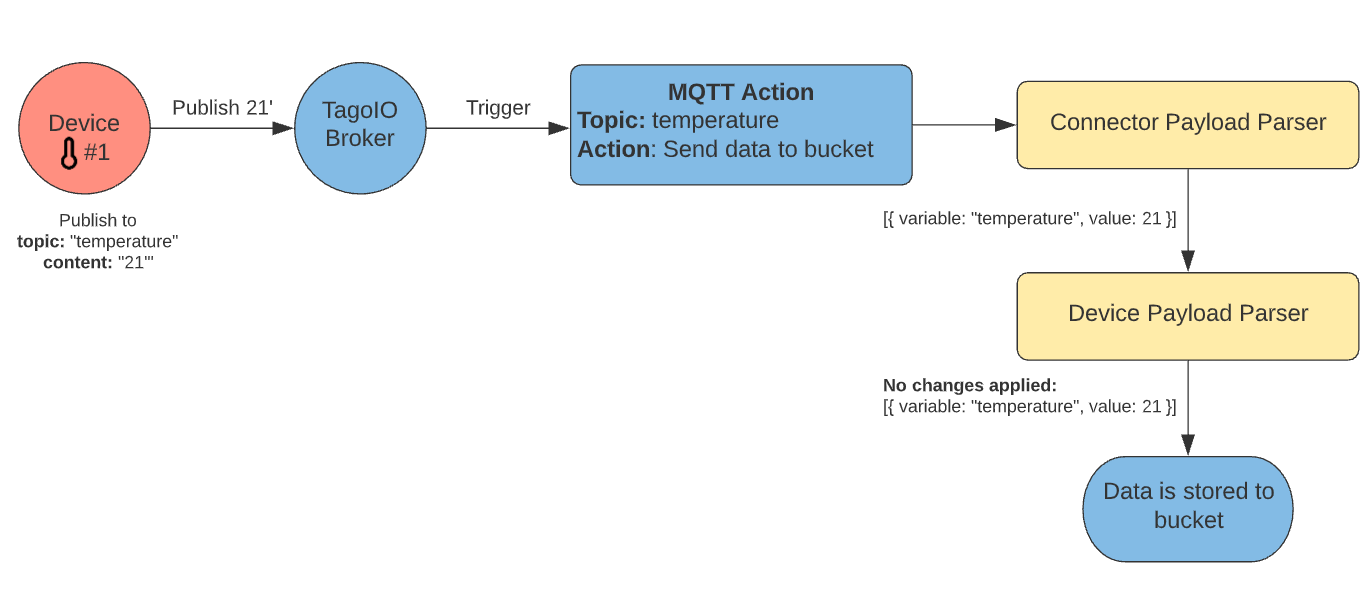 Device
#1
Publish 21'
TagoIO
Broker
Trigger
MQTT Action
Topic: temperature
Action: Send data to bucket
Connector Payload Parser
Publish to
topic: "temperature"
content: "21'"
[{ variable: "temperature", value: 21 }]
Device Payload Parser
No changes applied:
[{ variable: "temperature", value: 21 }]
Data is stored to
bucket